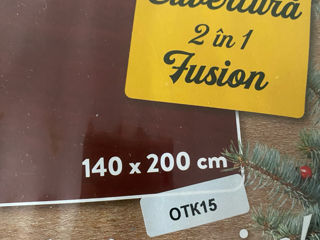 Cuvertură
2 în 1
Fusion
140 x 200 cm
OTK15